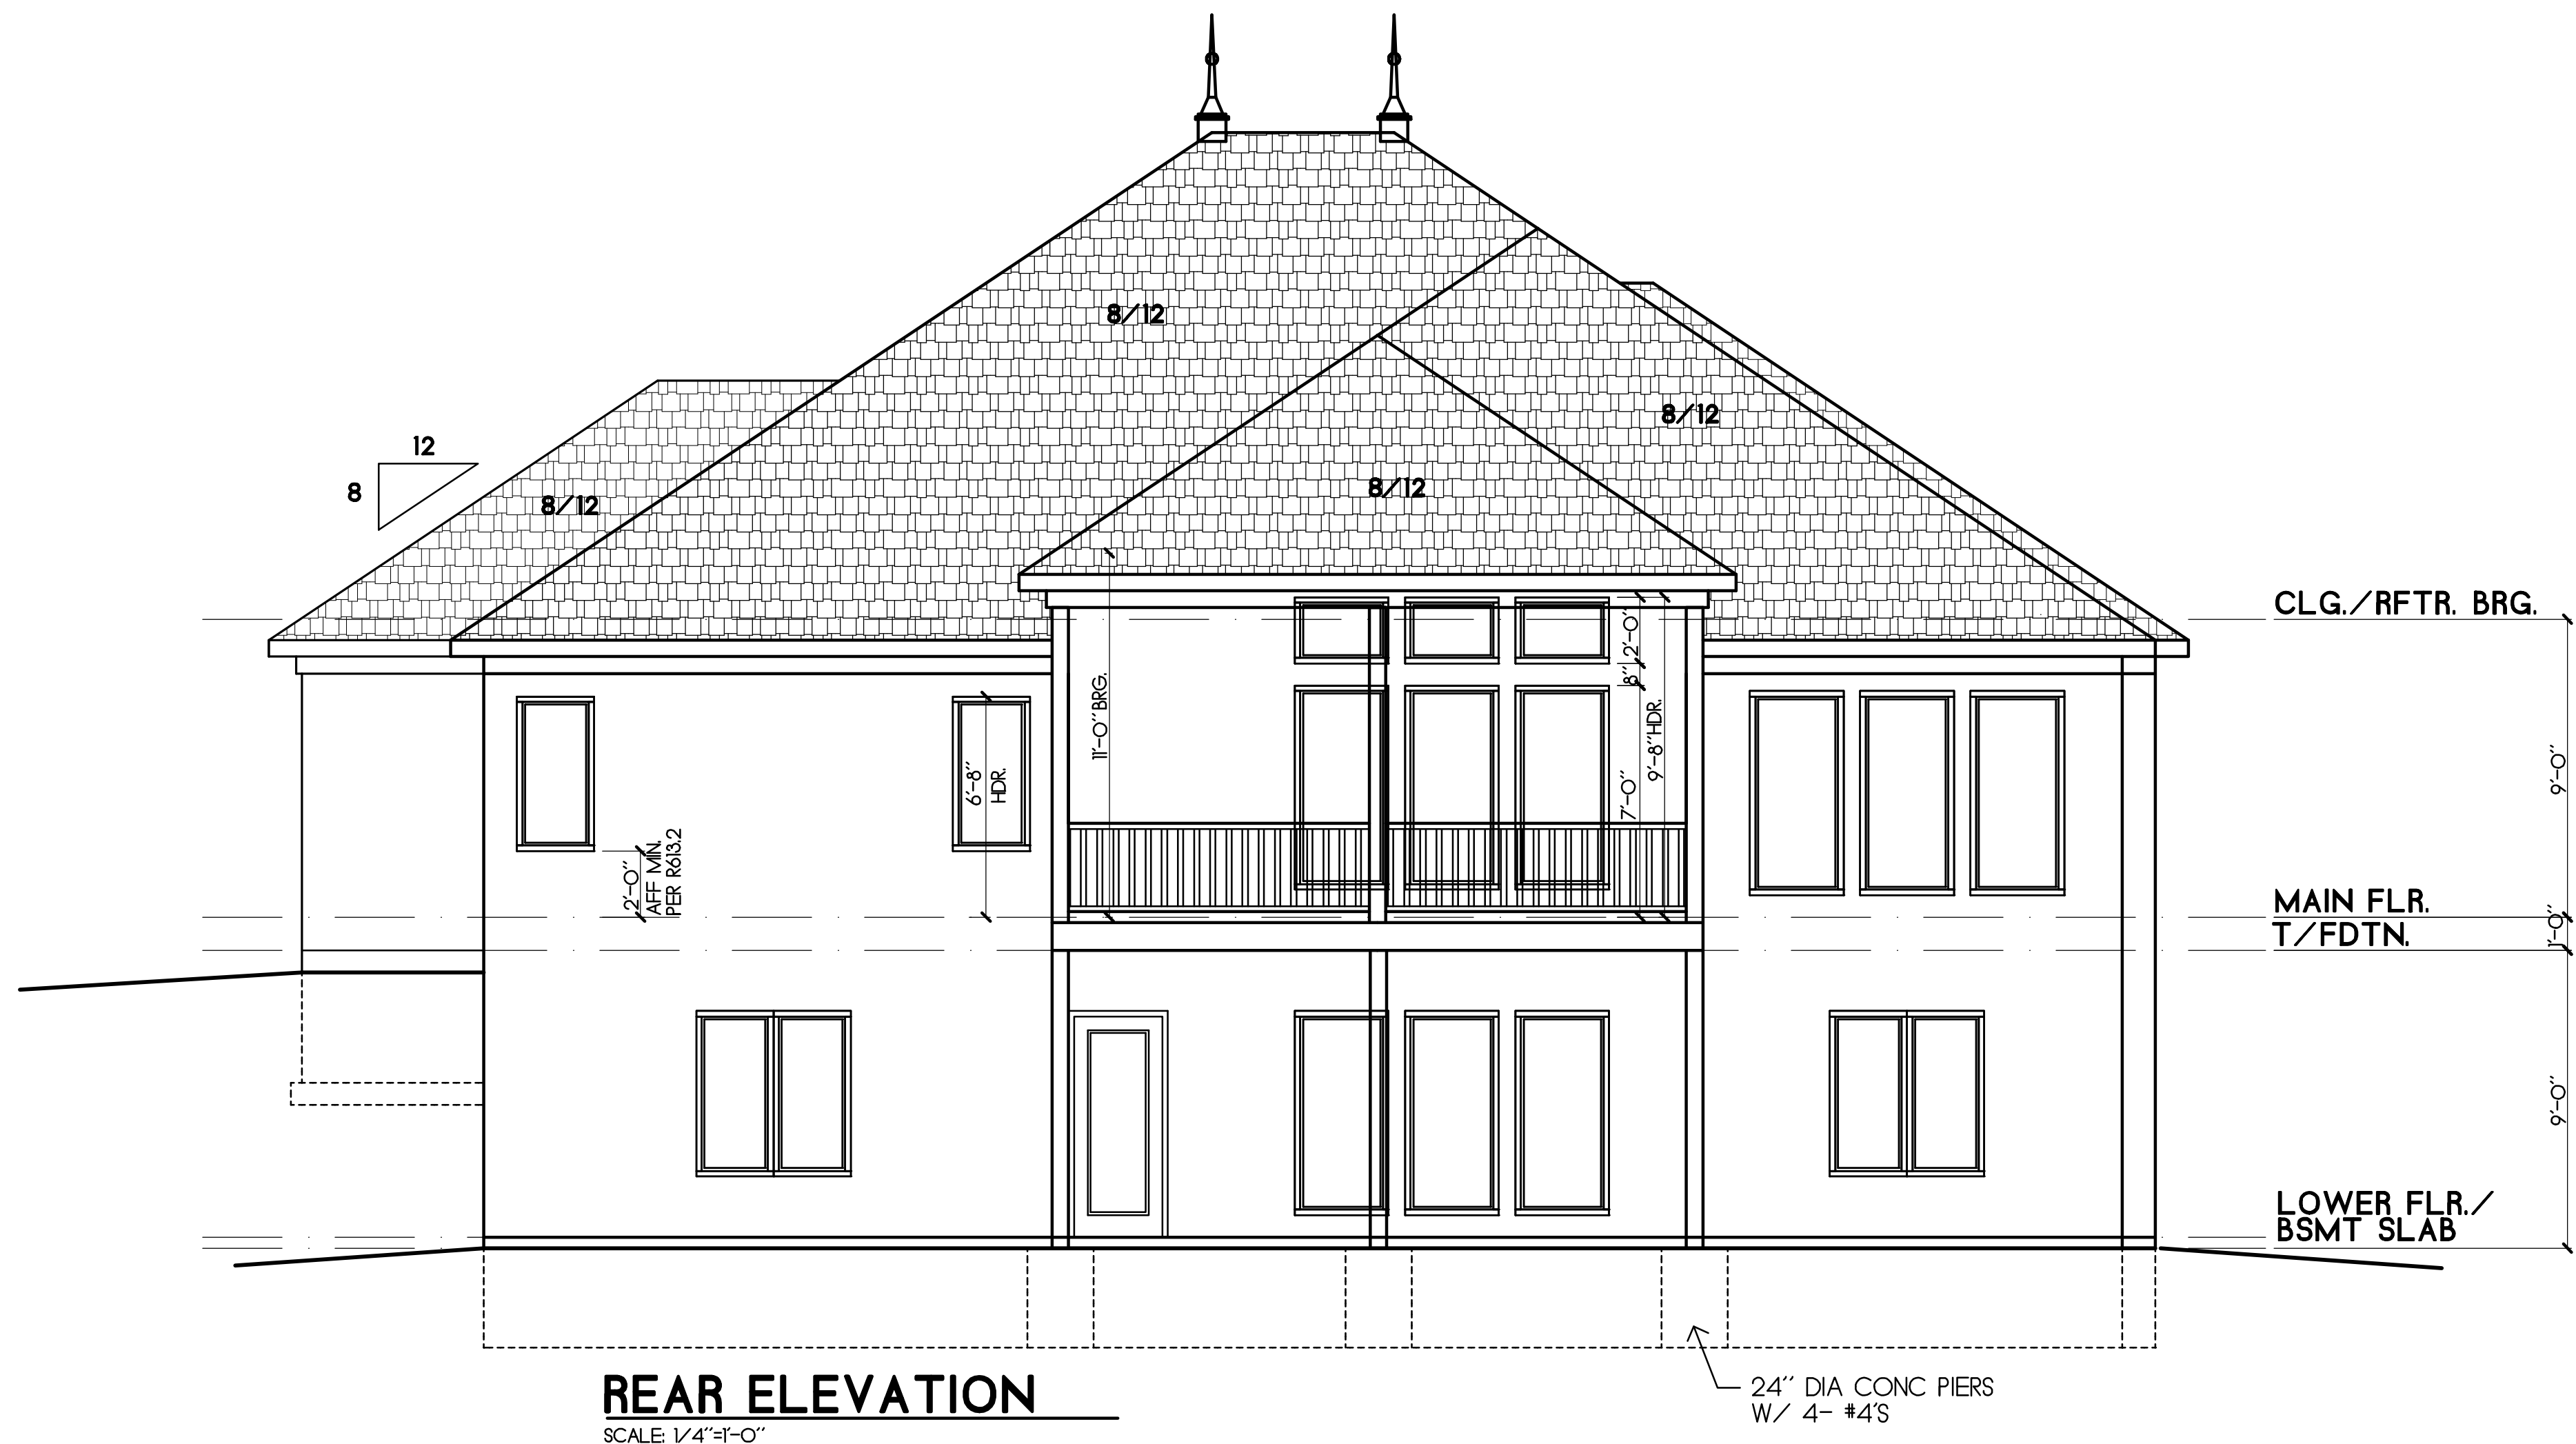 8/12
8/12
12
8
8/12
8/12
CLG./RFTR. BRG.
2'-0"
8"
11'-0" BRG.
9'-8" HDR.
6'-8"
HDR.
7'-0"
9'-0"
2'-0"
AFF MIN.
PER R613.2
MAIN FLR.
1'-0"
T/FDTN.
9'-0"
LOWER FLR./
BSMT SLAB
REAR ELEVATION
SCALE: 1/4"=1'-0"
24" DIA CONC PIERS
W/ 4- #4'S